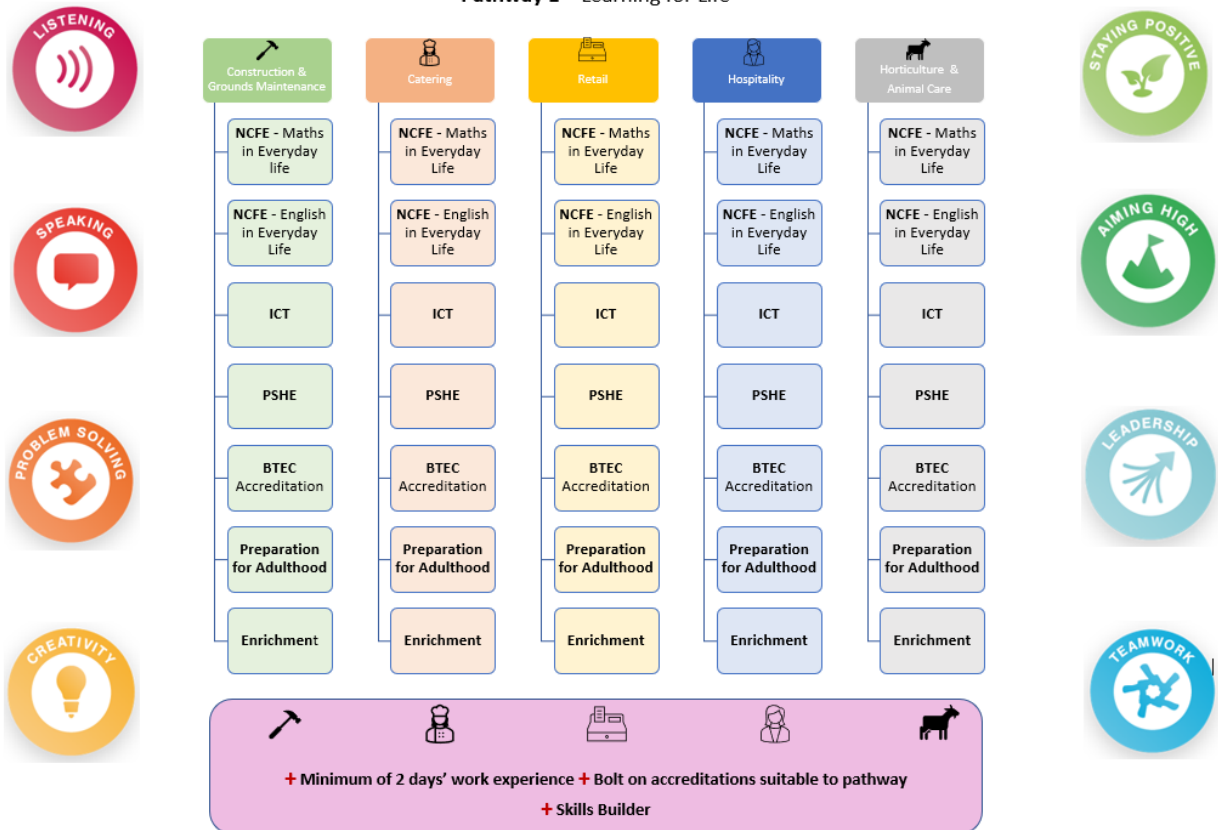 Pathway 1 – Learning for Life
LISTENING
SPEAKING
PROBLEM SOLVING
CREATIVITY
Construction &
Grounds Maintenance
NCFE - Maths
in Everyday
life
NCFE - English
in Everyday
Life
ICT
PSHE
BTEC
Accreditation
Preparation
for Adulthood
Enrichment
Catering
NCFE - Maths
in Everyday
Life
NCFE - English
in Everyday
Life
ICT
PSHE
BTEC
Accreditation
Preparation
for Adulthood
Enrichment
Retail
NCFE - Maths
in Everyday
Life
NCFE - English
in Everyday
Life
ICT
PSHE
BTEC
Accreditation
Preparation
for Adulthood
Enrichment
Hospitality
NCFE - Maths
in Everyday
Life
NCFE - English
in Everyday
Life
ICT
PSHE
BTEC
Accreditation
Preparation
for Adulthood
Enrichment
Horticulture &
Animal Care
NCFE - Maths
in Everyday
Life
NCFE - English
in Everyday
Life
ICT
PSHE
BTEC
Accreditation
Preparation
for Adulthood
Enrichment
STAYING POSITIVE
AIMING HIGH
LEADERSHIP
TEAMWORK
+ Minimum of 2 days’ work experience + Bolt on accreditations suitable to pathway
+ Skills Builder